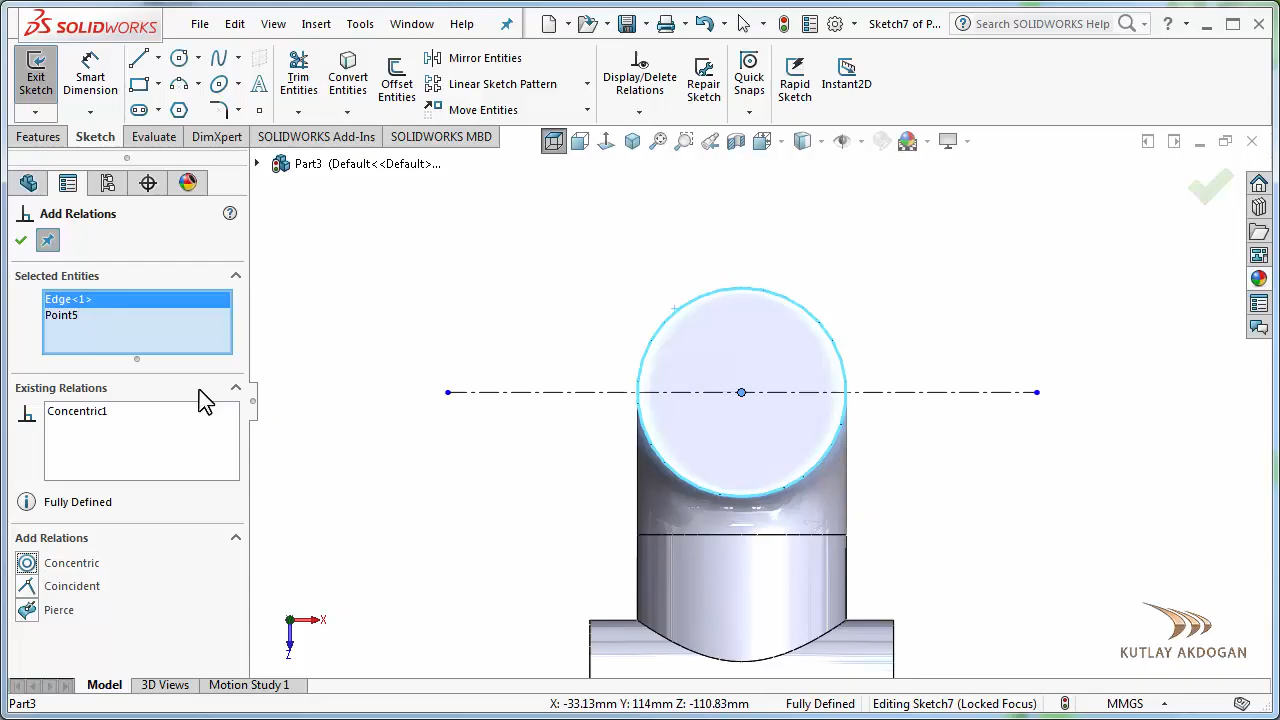 SOLIDWORKS File Edit View Insert Tools Window Help Sketch7 of P... Search SOLIDWORKS Help ?
Exit Sketch
Smart Dimension
Trim Entities
Convert Entities
Offset Entities
Mirror Entities
Linear Sketch Pattern
Move Entities
Display/Delete Relations
Repair Sketch
Quick Snaps
Rapid Sketch
Instant2D
Features Sketch Evaluate DimXpert SOLIDWORKS Add-Ins SOLIDWORKS MBD
Part3 (Default<<Default>...
Add Relations
Selected Entities
Edge<1>
Point5
Existing Relations
Concentric1
Fully Defined
Add Relations
Concentric
Coincident
Pierce
X
Z
KUTLAY AKDOGAN
Model 3D Views Motion Study 1
Part3 X: -33.13mm Y: 114mm Z: -110.83mm Fully Defined Editing Sketch7 (Locked Focus) MMGS